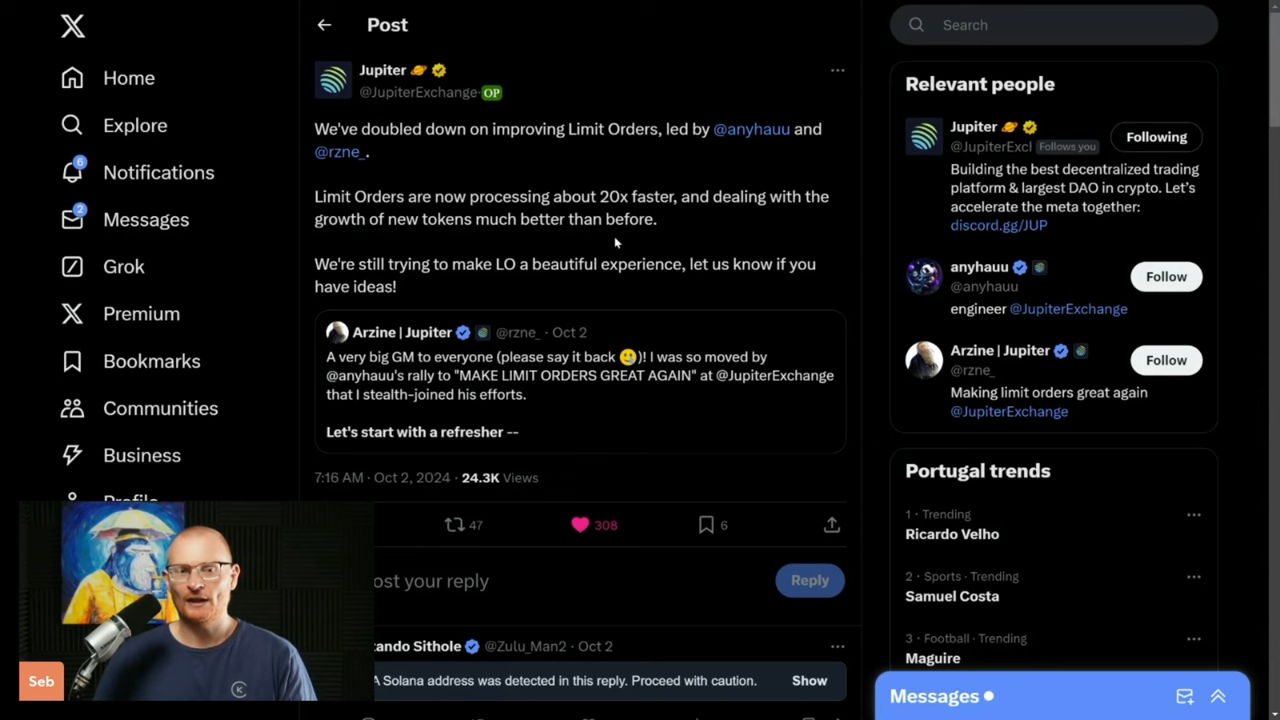 Home
Explore
6
Notifications
2
Messages
Grok
Premium
Bookmarks
Communities
Business
Profile
Seb
Post
Jupiter 🪐
@JupiterExchange OP
We've doubled down on improving Limit Orders, led by @anyhauu and
@rzne_.
Limit Orders are now processing about 20x faster, and dealing with the
growth of new tokens much better than before.
We're still trying to make LO a beautiful experience, let us know if you
have ideas!
Arzine | Jupiter @rzne_ · Oct 2
A very big GM to everyone (please say it back 🥲)! I was so moved by
@anyhauu's rally to "MAKE LIMIT ORDERS GREAT AGAIN" at @JupiterExchange
that I stealth-joined his efforts.
Let's start with a refresher --
7:16 AM · Oct 2, 2024 · 24.3K Views
47 308 6
ost your reply
Reply
ando Sithole @Zulu_Man2 · Oct 2
A Solana address was detected in this reply. Proceed with caution. Show
Search
Relevant people
Jupiter 🪐
@JupiterExcl Follows you
Following
Building the best decentralized trading
platform & largest DAO in crypto. Let's
accelerate the meta together:
discord.gg/JUP
anyhauu
@anyhauu
Follow
engineer @JupiterExchange
Arzine | Jupiter
@rzne_
Follow
Making limit orders great again
@JupiterExchange
Portugal trends
1 · Trending
Ricardo Velho
2 · Sports · Trending
Samuel Costa
3 · Football · Trending
Maguire
Messages